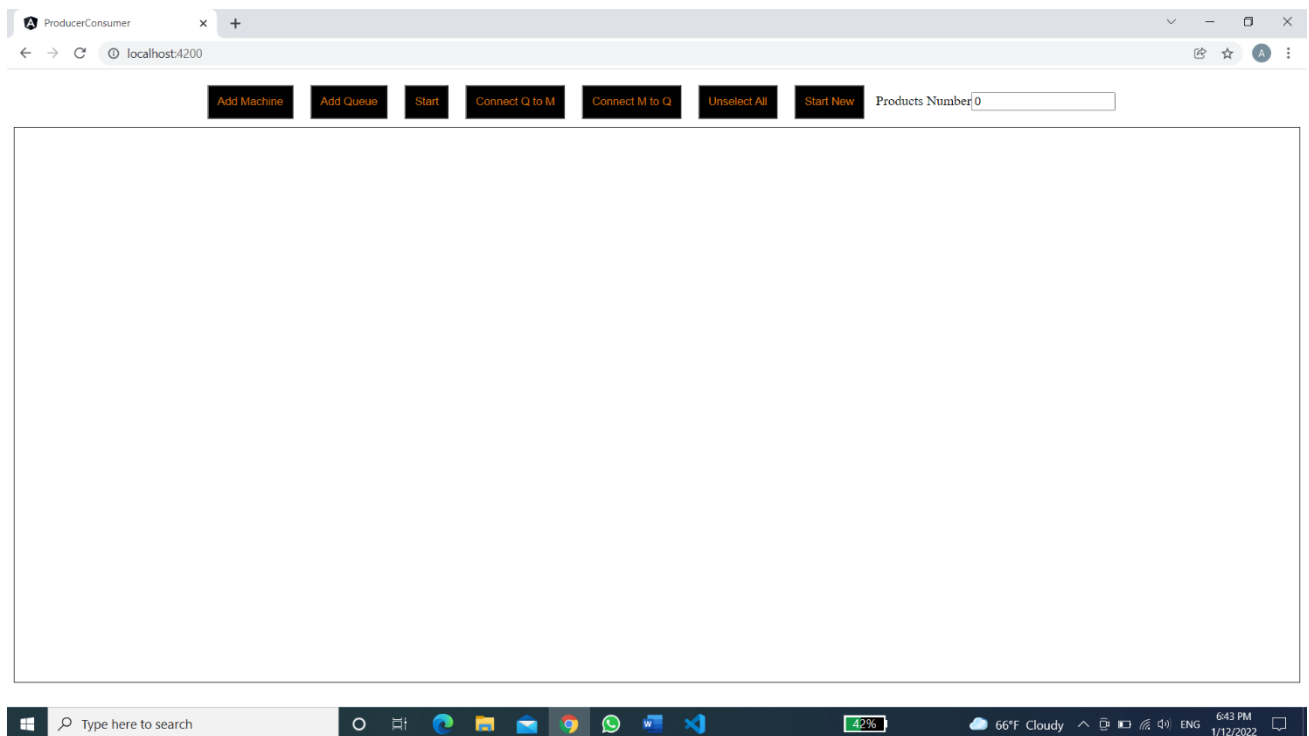 ProducerConsumer
localhost:4200
A
Add Machine Add Queue Start Connect Q to M Connect M to Q Unselect All Start New Products Number 0
Type here to search
42%
66°F Cloudy
ENG
6:43 PM
1/12/2022